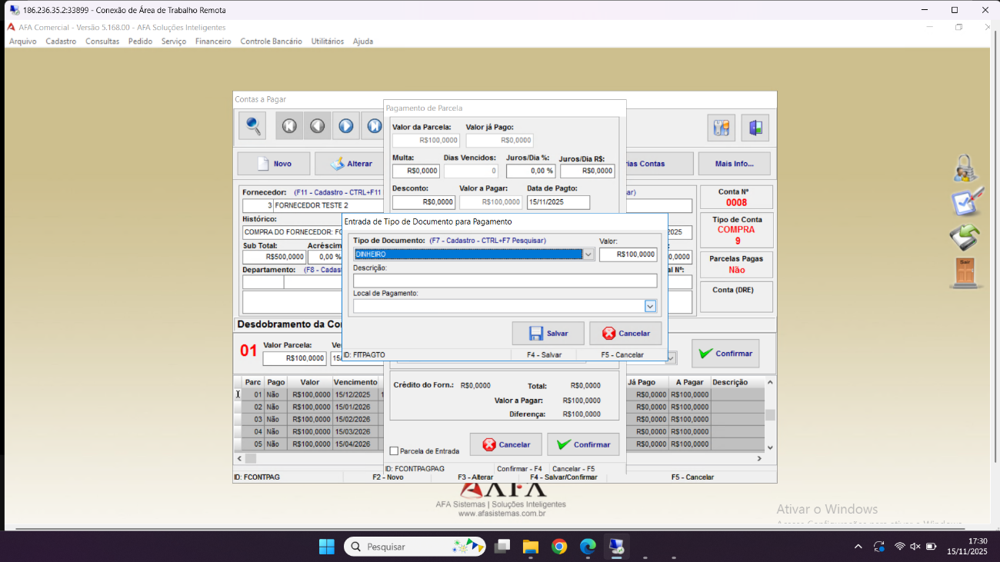 186.236.35.2:33899 - Conexão de Área de Trabalho Remota
AFA Comercial - Versão 5.168.00 - AFA Soluções Inteligentes
Arquivo Cadastro Consultas Pedido Serviço Financeiro Controle Bancário Utilitários Ajuda
Contas a Pagar
Pagamento de Parcela
Novo
Alterar
rias Contas
Mais Info...
Fornecedor: (F11 - Cadastro - CTRL+F11
sar)
3 FORNECEDOR TESTE 2
Histórico:
COMPRA DO FORNECEDOR: FO
2025
Sub Total:
Acréscim
R$500,0000
0,00 %
0,0000
Departamento: (F8 - Cadas
al Nº:
Conta Nº
0008
Tipo de Conta
COMPRA
9
Parcelas Pagas
Não
Conta (DRE)
Valor da Parcela: Valor já Pago:
R$100,0000 R$0,0000
Multa: Dias Vencidos: Juros/Dia %: Juros/Dia R$:
R$0,0000 0 0,00 % R$0,0000
Desconto: Valor a Pagar: Data de Pagto:
R$0,0000 R$100,0000 15/11/2025
Entrada de Tipo de Documento para Pagamento
Tipo de Documento: (F7 - Cadastro - CTRL+F7 Pesquisar) Valor:
DINHEIRO R$100,0000
Descrição:
Local de Pagamento:
Salvar Cancelar
ID: FITPAGTO F4 - Salvar F5 - Cancelar
Desdobramento da Co
01
Valor Parcela: Ve
R$100,0000 15/
Confirmar
Parc Pago Valor Vencimento Já Pago A Pagar Descrição
01 Não R$100,0000 15/12/2025 1 R$0,0000 R$100,0000
02 Não R$100,0000 15/01/2026 R$0,0000 R$100,0000
03 Não R$100,0000 15/02/2026 R$0,0000 R$100,0000
04 Não R$100,0000 15/03/2026 R$0,0000 R$100,0000
05 Não R$100,0000 15/04/2026 R$0,0000 R$100,0000
Crédito do Forn.: R$0,0000 Total: R$0,0000
Valor a Pagar: R$100,0000
Diferença: R$100,0000
Parcela de Entrada Cancelar Confirmar
ID: FCONTPAGPAG Confirmar - F4 Cancelar - F5
ID: FCONTPAG F2 - Novo F3 - Alterar F4 - Salvar/Confirmar F5 - Cancelar
Sair
AFA
AFA Sistemas | Soluções Inteligentes
www.afasistemas.com.br
Ativar o Windows
Pesquisar
17:30
15/11/2025